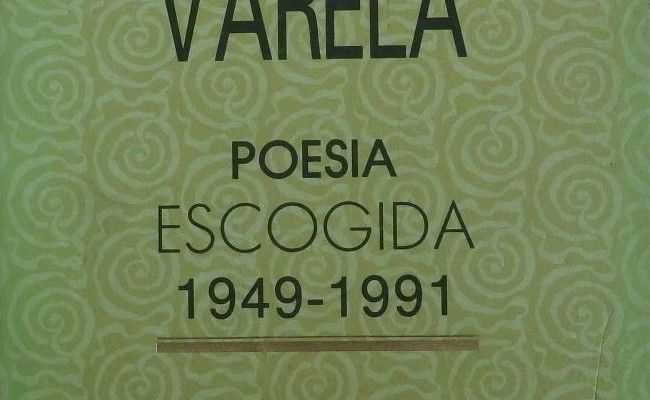 VARELA
POESIA
ESCOGIDA
1949-1991